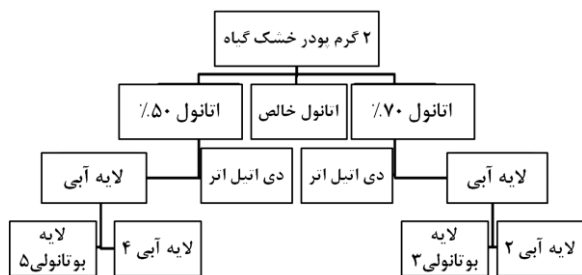 ۲ گرم پودر خشک گیاه
اتانول ۷۰٪
اتانول خالص
اتانول ۵۰٪
لایه آبی
دی اتیل اتر
دی اتیل اتر
لایه آبی
لایه آبی ۲
لایه
بوتانولی۳
لایه آبی ۴
لایه
بوتانولی۵